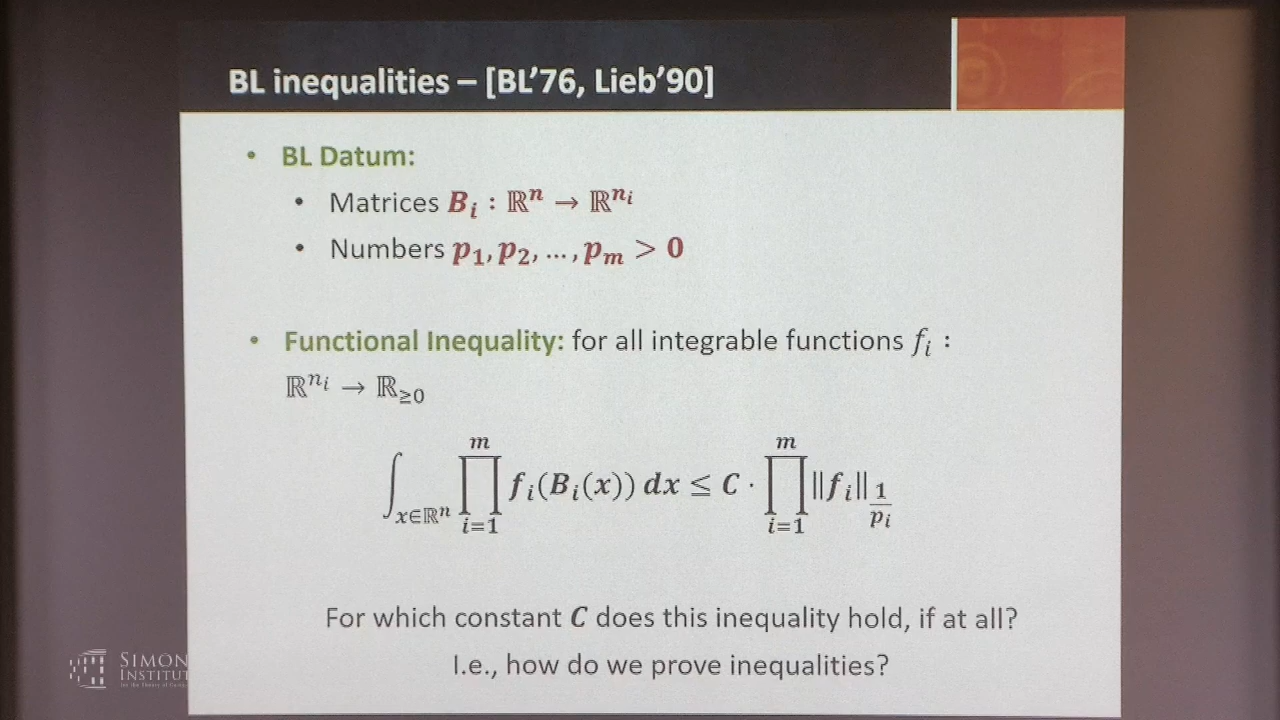 BL inequalities – [BL'76, Lieb'90]
• BL Datum:
• Matrices B_i : ℝ^n → ℝ^{n_i}
• Numbers p_1, p_2, … , p_m > 0
• Functional Inequality: for all integrable functions f_i :
ℝ^{n_i} → ℝ_{≥0}
∫_{x∈ℝ^n} ∏_{i=1}^{m} f_i(B_i(x)) dx ≤ C · ∏_{i=1}^{m} ||f_i||_{1/p_i}
For which constant C does this inequality hold, if at all?
I.e., how do we prove inequalities?
SIMON
INSTITUT